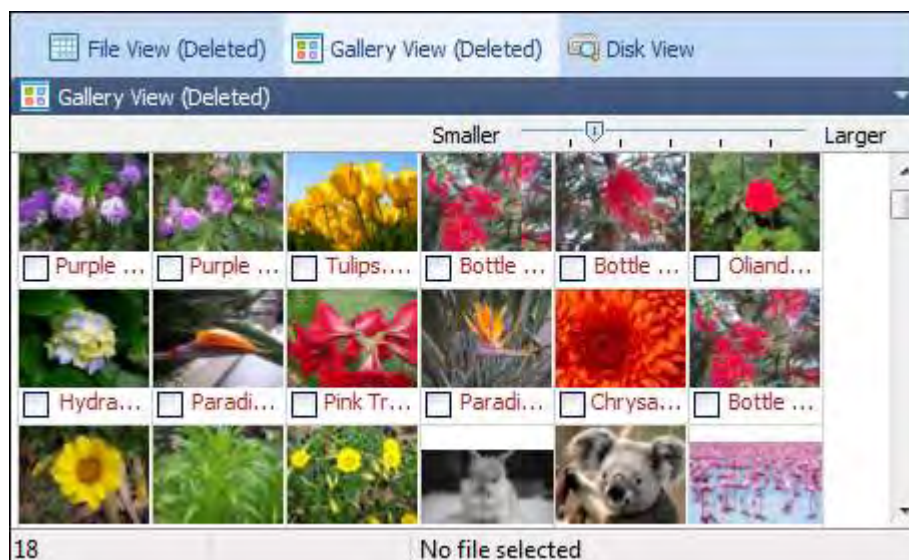 File View (Deleted) Gallery View (Deleted) Disk View
Gallery View (Deleted)
Smaller Larger
Purple ... Purple ... Tulips.... Bottle ... Bottle ... Oliand...
Hydra... Paradi... Pink Tr... Paradi... Chrysa... Bottle ...
18 No file selected